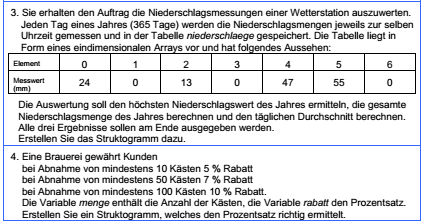 3. Sie erhalten den Auftrag die Niederschlagsmessungen einer Wetterstation auszuwerten.
Jeden Tag eines Jahres (365 Tage) werden die Niederschlagmessungen jeweils zur selben
Uhrzeit gemessen und in der Tabelle niederschlaege gespeichert. Die Tabelle liegt in
Form eines eindimensionalen Arrays vor und hat folgendes Aussehen:
Element 0 1 2 3 4 5 6
Messwert (mm) 24 0 13 0 47 55 0
Die Auswertung soll den höchsten Niederschlagswert des Jahres ermitteln, die gesamte
Niederschlagsmenge des Jahres berechnen und den täglichen Durchschnitt berechnen.
Alle drei Ergebnisse sollen am Ende ausgegeben werden.
Erstellen Sie das Struktogramm dazu.
4. Eine Brauerei gewährt Kunden
bei Abnahme von mindestens 10 Kästen 5 % Rabatt
bei Abnahme von mindestens 50 Kästen 7 % Rabatt
bei Abnahme von mindestens 100 Kästen 10 % Rabatt.
Die Variable menge enthält die Anzahl der Kästen, die Variable rabatt den Prozentsatz.
Erstellen Sie ein Struktogramm, welches den Prozentsatz richtig ermittelt.